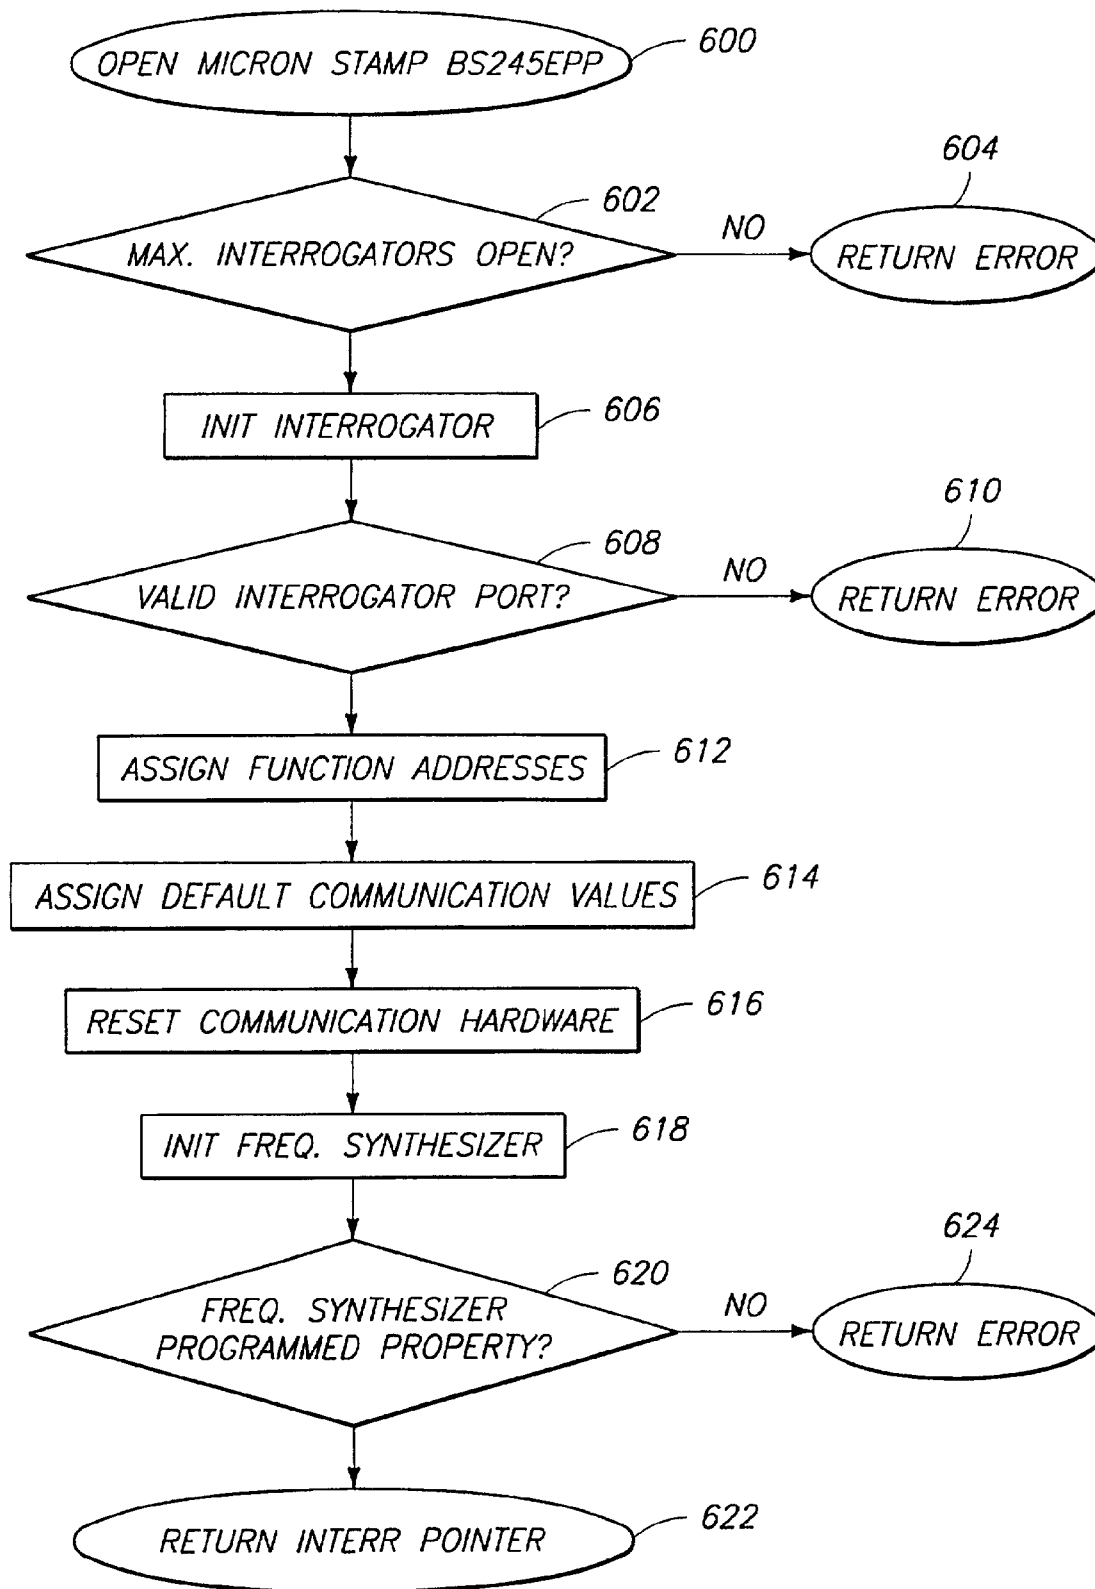 OPEN MICRON STAMP BS245EPP
600
604
602
MAX. INTERROGATORS OPEN?
NO
RETURN ERROR
INIT INTERROGATOR
606
610
608
VALID INTERROGATOR PORT?
NO
RETURN ERROR
ASSIGN FUNCTION ADDRESSES
612
ASSIGN DEFAULT COMMUNICATION VALUES
614
RESET COMMUNICATION HARDWARE
616
INIT FREQ. SYNTHESIZER
618
624
620
FREQ. SYNTHESIZER
PROGRAMMED PROPERTY?
NO
RETURN ERROR
RETURN INTERR POINTER
622